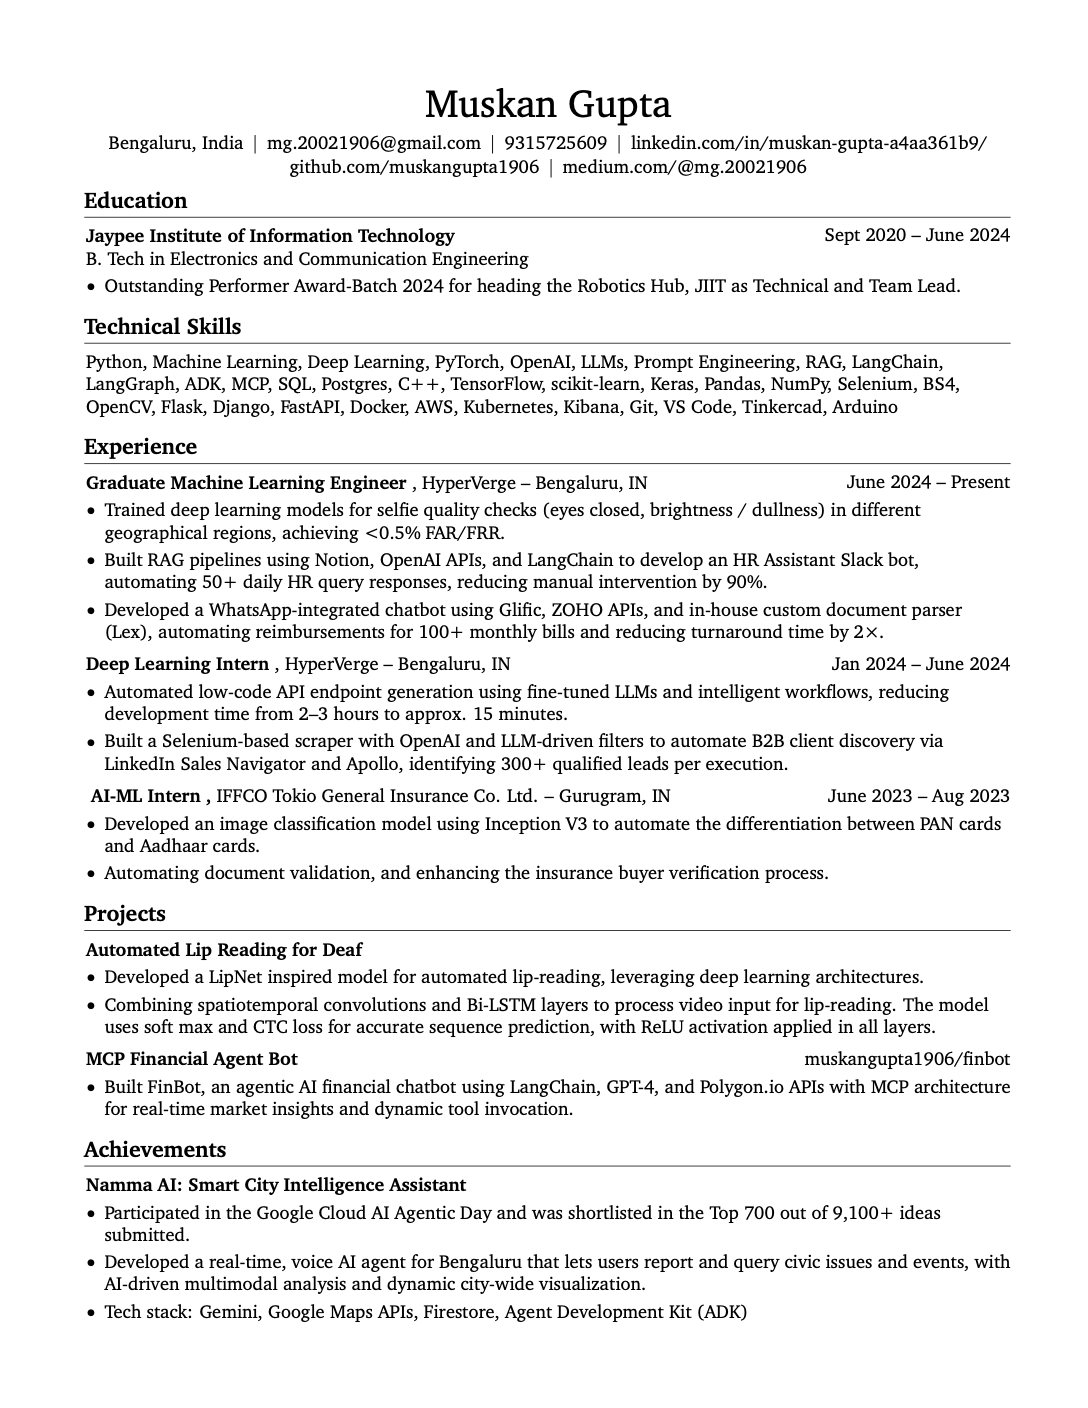 Muskan Gupta
Bengaluru, India | mg.20021906@gmail.com | 9315725609 | linkedin.com/in/muskan-gupta-a4aa361b9/
github.com/muskangupta1906 | medium.com/@mg.20021906
Education
Jaypee Institute of Information Technology Sept 2020 – June 2024
B. Tech in Electronics and Communication Engineering
• Outstanding Performer Award-Batch 2024 for heading the Robotics Hub, JIIT as Technical and Team Lead.
Technical Skills
Python, Machine Learning, Deep Learning, PyTorch, OpenAI, LLMs, Prompt Engineering, RAG, LangChain,
LangGraph, ADK, MCP, SQL, Postgres, C++, TensorFlow, scikit-learn, Keras, Pandas, NumPy, Selenium, BS4,
OpenCV, Flask, Django, FastAPI, Docker, AWS, Kubernetes, Kibana, Git, VS Code, Tinkercad, Arduino
Experience
Graduate Machine Learning Engineer , HyperVerge – Bengaluru, IN June 2024 – Present
• Trained deep learning models for selfie quality checks (eyes closed, brightness / dullness) in different
geographical regions, achieving <0.5% FAR/FRR.
• Built RAG pipelines using Notion, OpenAI APIs, and LangChain to develop an HR Assistant Slack bot,
automating 50+ daily HR query responses, reducing manual intervention by 90%.
• Developed a WhatsApp-integrated chatbot using Glific, ZOHO APIs, and in-house custom document parser
(Lex), automating reimbursements for 100+ monthly bills and reducing turnaround time by 2×.
Deep Learning Intern , HyperVerge – Bengaluru, IN Jan 2024 – June 2024
• Automated low-code API endpoint generation using fine-tuned LLMs and intelligent workflows, reducing
development time from 2–3 hours to approx. 15 minutes.
• Built a Selenium-based scraper with OpenAI and LLM-driven filters to automate B2B client discovery via
LinkedIn Sales Navigator and Apollo, identifying 300+ qualified leads per execution.
AI-ML Intern , IFFCO Tokio General Insurance Co. Ltd. – Gurugram, IN June 2023 – Aug 2023
• Developed an image classification model using Inception V3 to automate the differentiation between PAN cards
and Aadhaar cards.
• Automating document validation, and enhancing the insurance buyer verification process.
Projects
Automated Lip Reading for Deaf
• Developed a LipNet inspired model for automated lip-reading, leveraging deep learning architectures.
• Combining spatiotemporal convolutions and Bi-LSTM layers to process video input for lip-reading. The model
uses soft max and CTC loss for accurate sequence prediction, with ReLU activation applied in all layers.
MCP Financial Agent Bot muskangupta1906/finbot
• Built FinBot, an agentic AI financial chatbot using LangChain, GPT-4, and Polygon.io APIs with MCP architecture
for real-time market insights and dynamic tool invocation.
Achievements
Namma AI: Smart City Intelligence Assistant
• Participated in the Google Cloud AI Agentic Day and was shortlisted in the Top 700 out of 9,100+ ideas
submitted.
• Developed a real-time, voice AI agent for Bengaluru that lets users report and query civic issues and events, with
AI-driven multimodal analysis and dynamic city-wide visualization.
• Tech stack: Gemini, Google Maps APIs, Firestore, Agent Development Kit (ADK)